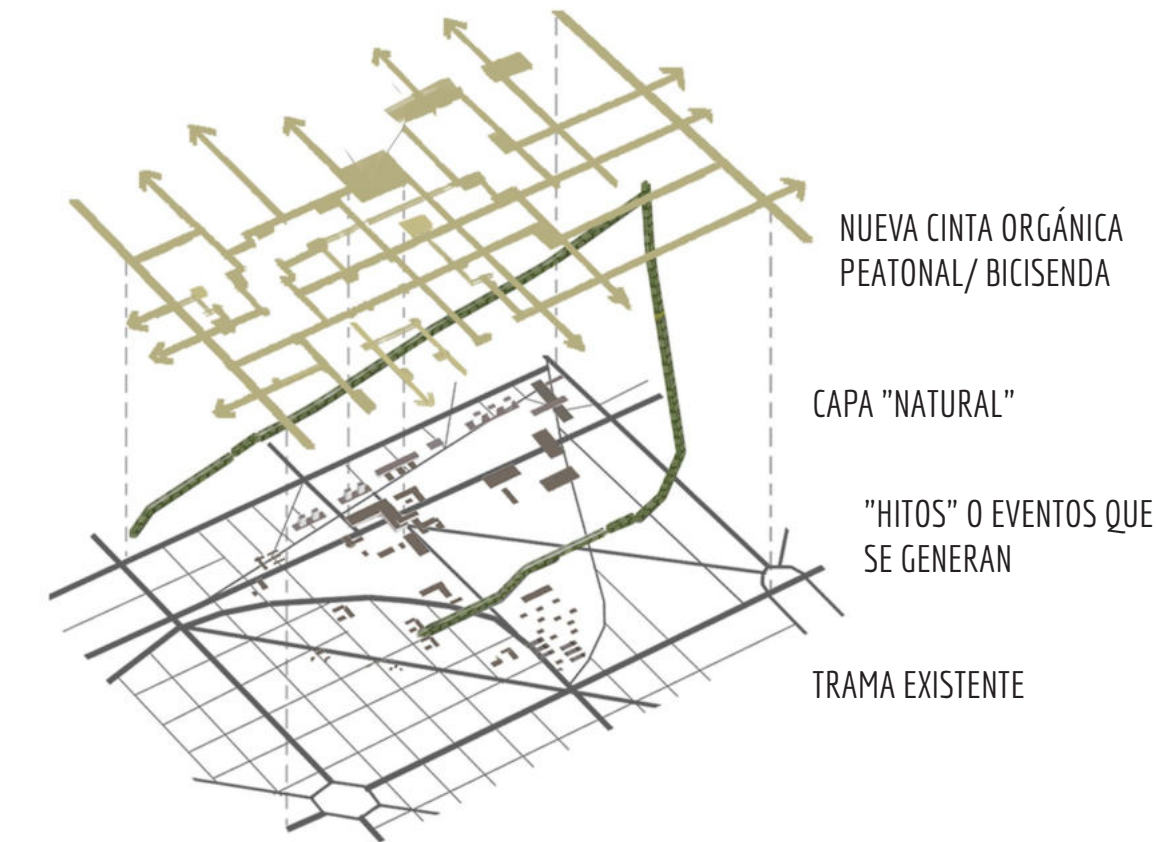 NUEVA CINTA ORGÁNICA
PEATONAL/ BICISENDA
CAPA "NATURAL"
"HITOS" O EVENTOS QUE
SE GENERAN
TRAMA EXISTENTE